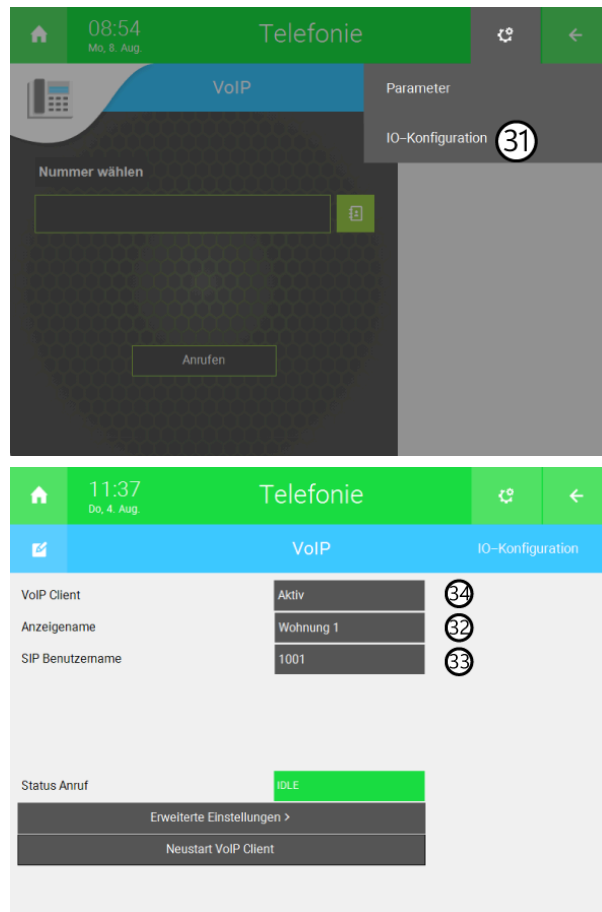 08:54
Mo, 8. Aug.
Telefonie
VoIP
Parameter
IO-Konfiguration 31
Nummer wählen
Anrufen
11:37
Do, 4. Aug.
Telefonie
VoIP
IO-Konfiguration
VoIP Client Aktiv 34
Anzeigename Wohnung 1 32
SIP Benutzername 1001 33
Status Anruf IDLE
Erweiterte Einstellungen >
Neustart VoIP Client